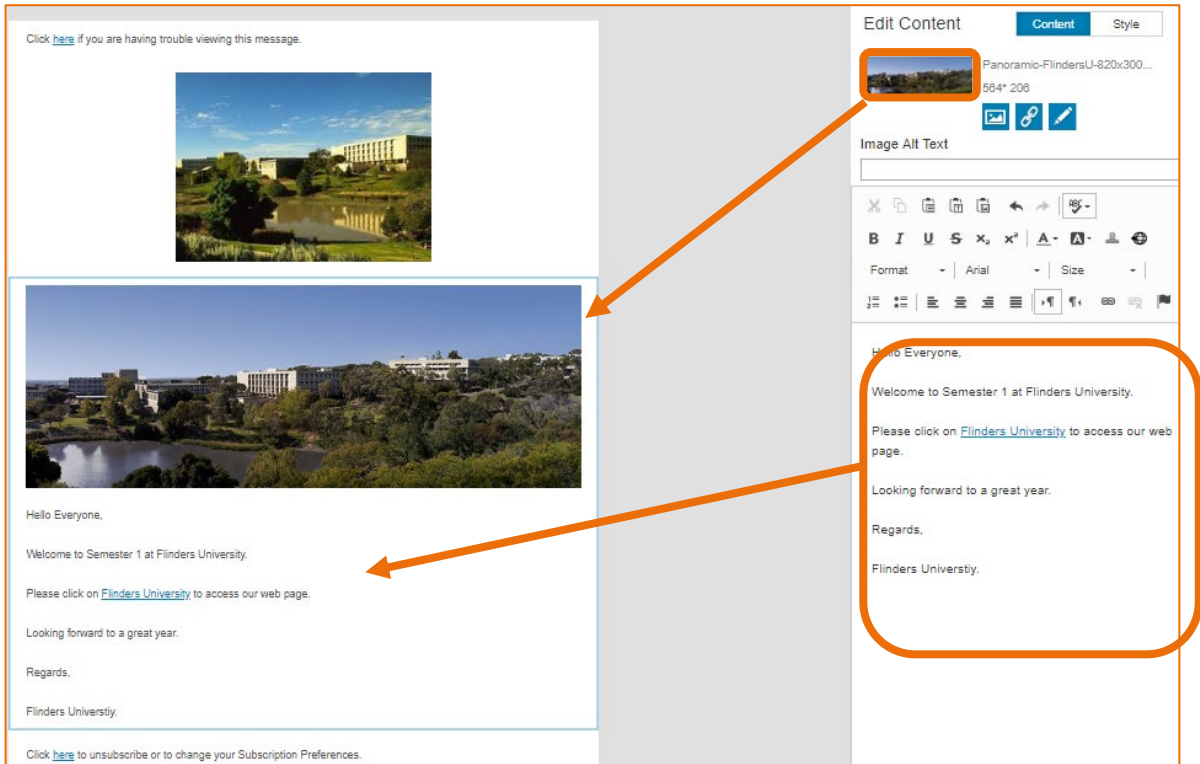 Click here if you are having trouble viewing this message.
Hello Everyone,
Welcome to Semester 1 at Flinders University.
Please click on Flinders University to access our web page.
Looking forward to a great year.
Regards,
Flinders Universtiy.
Click here to unsubscribe or to change your Subscription Preferences.
Edit Content
Content
Style
Panoramic-FlindersU-820x300...
564* 206
Image Alt Text
ABC
B I U S x₂ x² A A
Format
Arial
Size
Hello Everyone,
Welcome to Semester 1 at Flinders University.
Please click on Flinders University to access our web
page.
Looking forward to a great year.
Regards,
Flinders Universtiy.